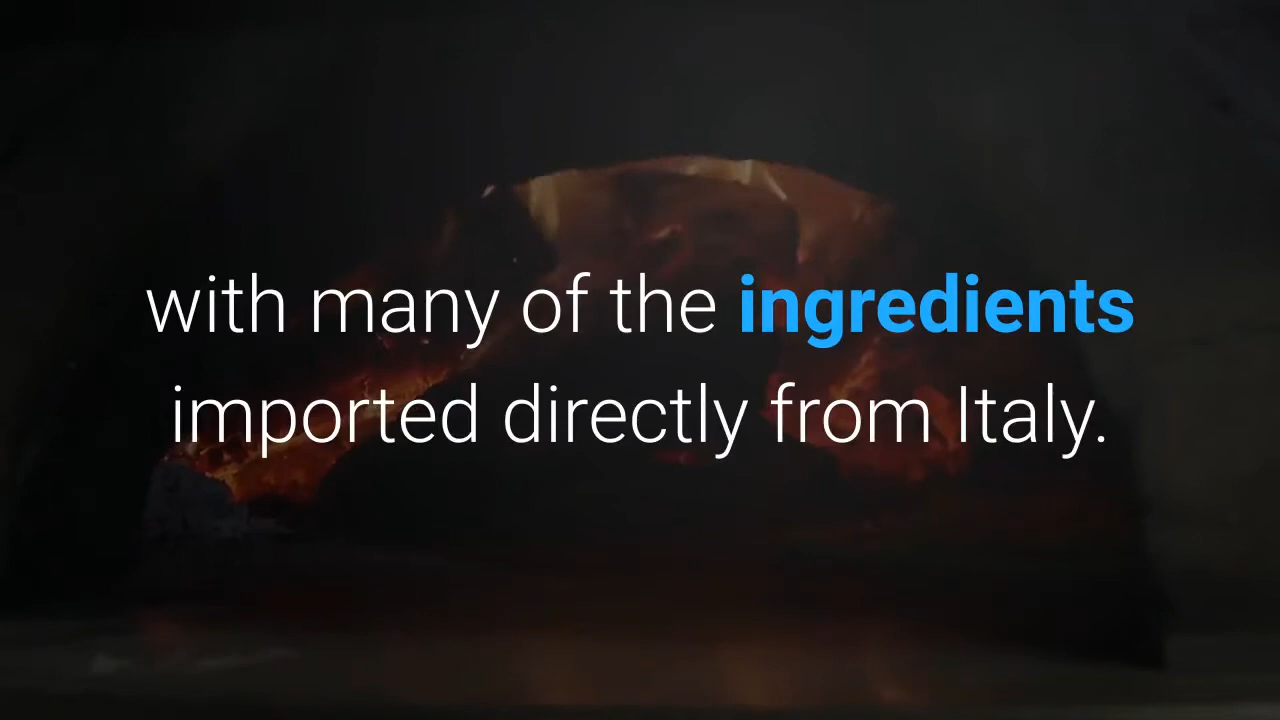 with many of the ingredients
imported directly from Italy.